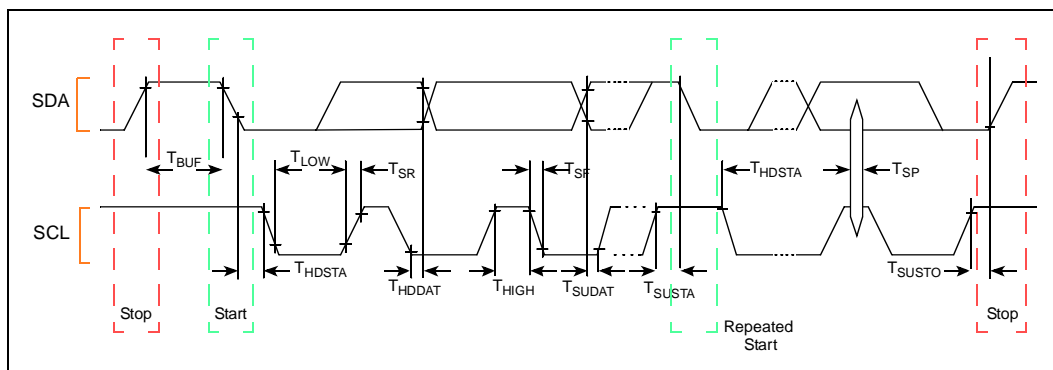 SDA
TBUF
TLOW
TSR
TSF
THDSTA
TSP
SCL
THDSTA
THDDAT
THIGH
TSUDAT
TSUSTA
TSUSTO
Stop
Start
Repeated
Start
Stop